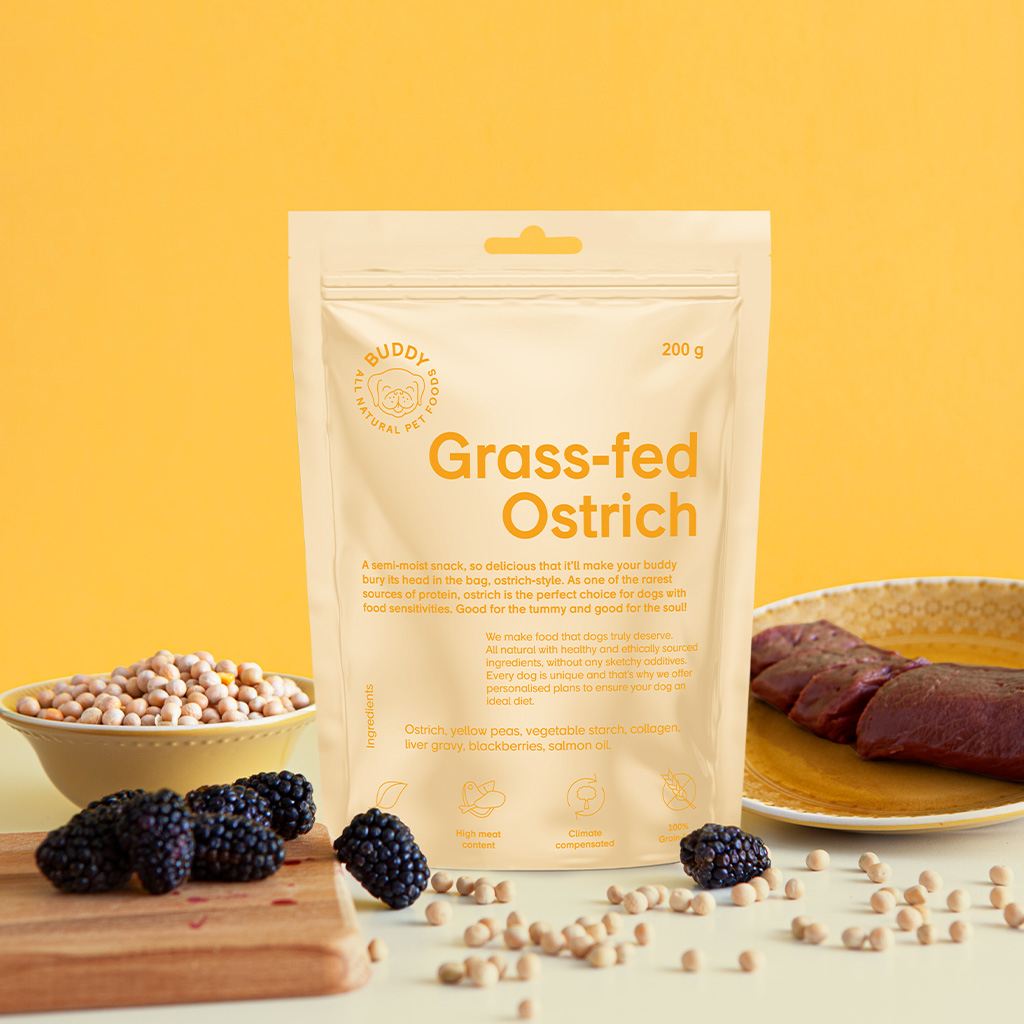 BUDDY
ALL NATURAL PET FOODS
200 g
Grass-fed
Ostrich
A semi-moist snack, so delicious that it'll make your buddy
bury its head in the bag, ostrich-style. As one of the rarest
sources of protein, ostrich is the perfect choice for dogs with
food sensitivities. Good for the tummy and good for the soul!
We make food that dogs truly deserve.
All natural with healthy and ethically sourced
ingredients, without any sketchy additives.
Every dog is unique and that's why we offer
personalised plans to ensure your dog an
ideal diet.
Ingredients
Ostrich, yellow peas, vegetable starch, collagen,
liver gravy, blackberries, salmon oil.
High meat
content
Climate
compensated
100%
Grain